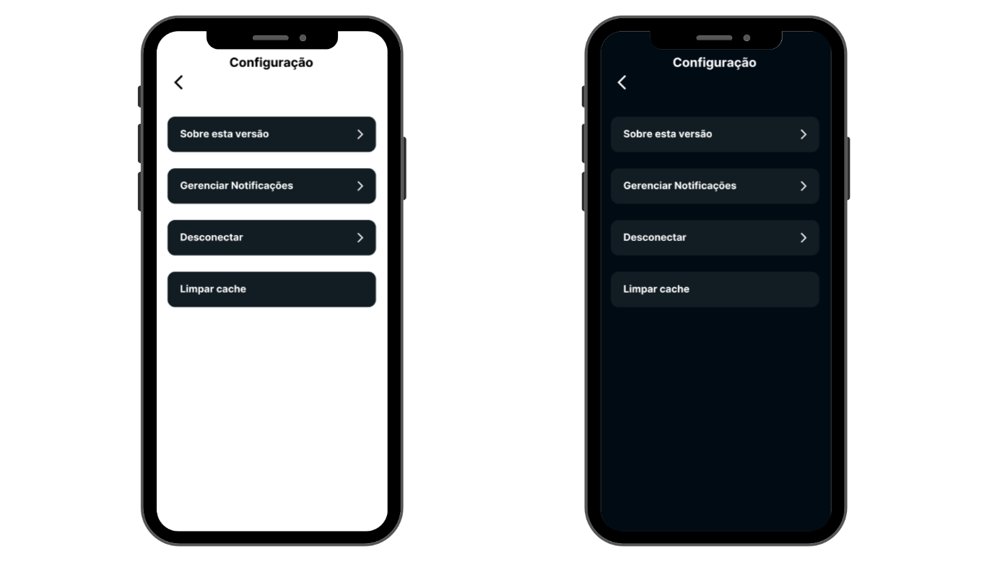 Configuração
Sobre esta versão
Gerenciar Notificações
Desconectar
Limpar cache
Configuração
Sobre esta versão
Gerenciar Notificações
Desconectar
Limpar cache